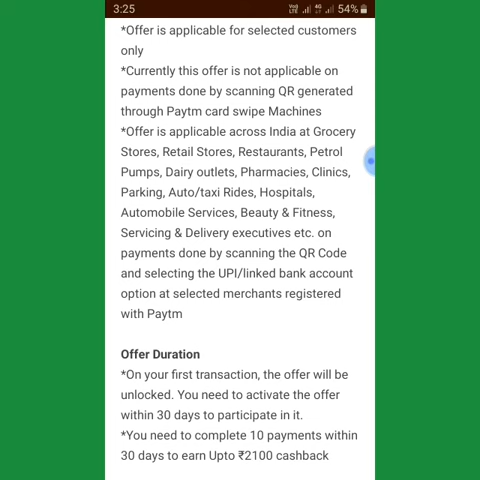 3:25 VoLTE 4G 54%
*Offer is applicable for selected customers
only
*Currently this offer is not applicable on
payments done by scanning QR generated
through Paytm card swipe Machines
*Offer is applicable across India at Grocery
Stores, Retail Stores, Restaurants, Petrol
Pumps, Dairy outlets, Pharmacies, Clinics,
Parking, Auto/taxi Rides, Hospitals,
Automobile Services, Beauty & Fitness,
Servicing & Delivery executives etc. on
payments done by scanning the QR Code
and selecting the UPI/linked bank account
option at selected merchants registered
with Paytm
Offer Duration
*On your first transaction, the offer will be
unlocked. You need to activate the offer
within 30 days to participate in it.
*You need to complete 10 payments within
30 days to earn Upto ₹2100 cashback